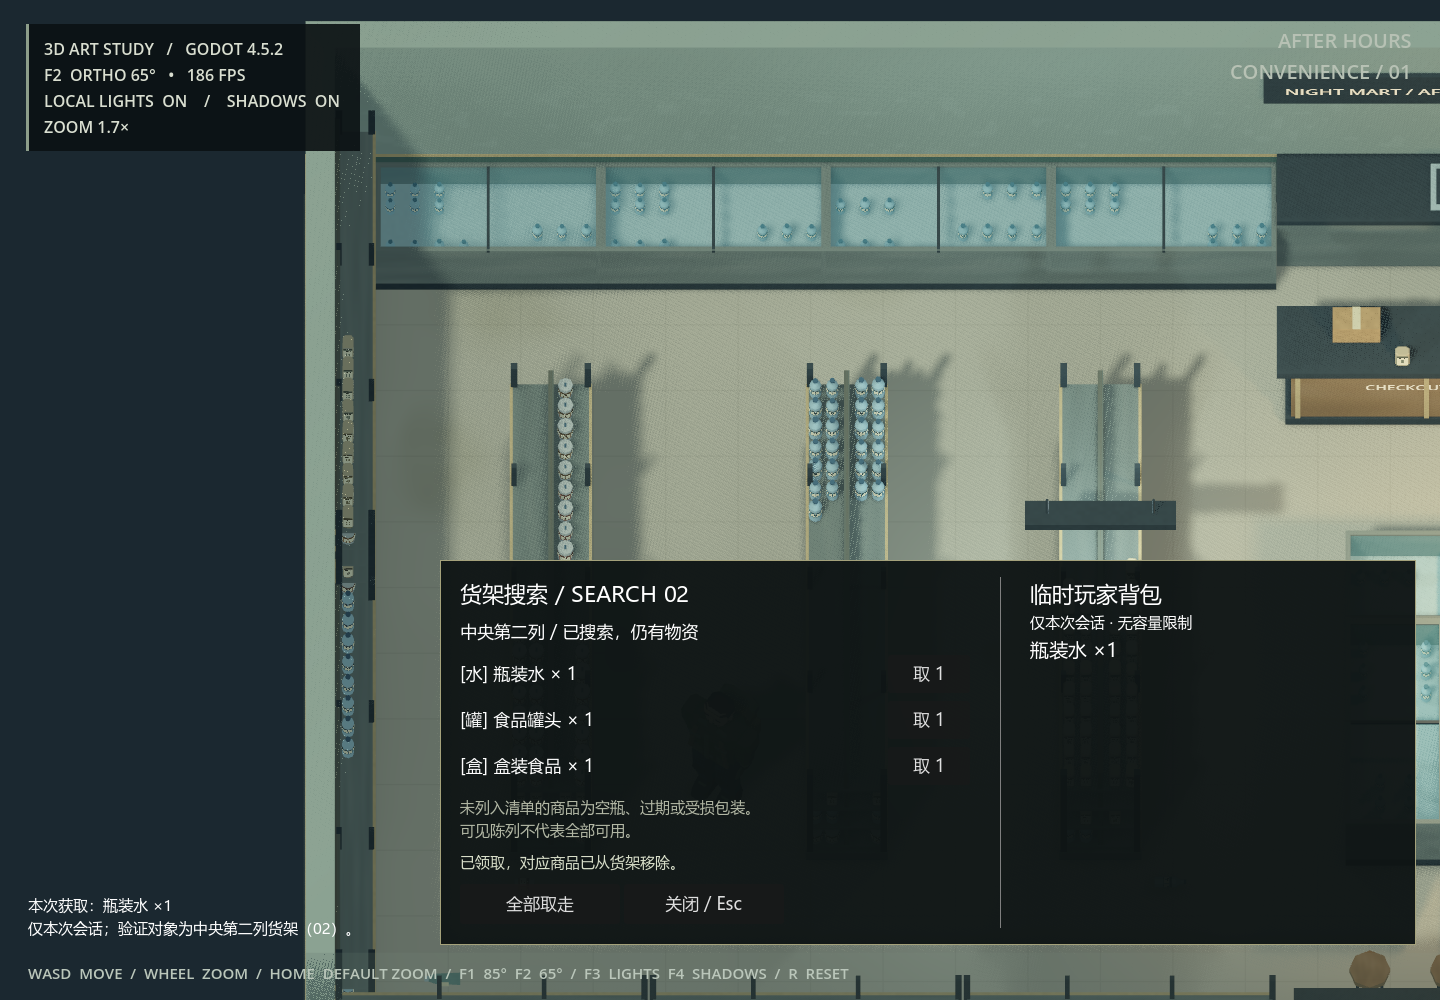 3D ART STUDY / GODOT 4.5.2
F2 ORTHO 65° • 186 FPS
LOCAL LIGHTS ON / SHADOWS ON
ZOOM 1.7×
AFTER HOURS
CONVENIENCE / 01
NIGHT MART / AF
CHECKOUT
货架搜索 / SEARCH 02
中央第二列 / 已搜索，仍有物资
[水] 瓶装水 × 1
取 1
[罐] 食品罐头 × 1
取 1
[盒] 盒装食品 × 1
取 1
未列入清单的商品为空瓶、过期或受损包装。
可见陈列不代表全部可用。
已领取，对应商品已从货架移除。
全部取走
关闭 / Esc
临时玩家背包
仅本次会话 · 无容量限制
瓶装水 ×1
本次获取：瓶装水 ×1
仅本次会话；验证对象为中央第二列货架（02）。
WASD MOVE / WHEEL ZOOM / HOME DEFAULT ZOOM / F1 85° F2 65° / F3 LIGHTS F4 SHADOWS / R RESET